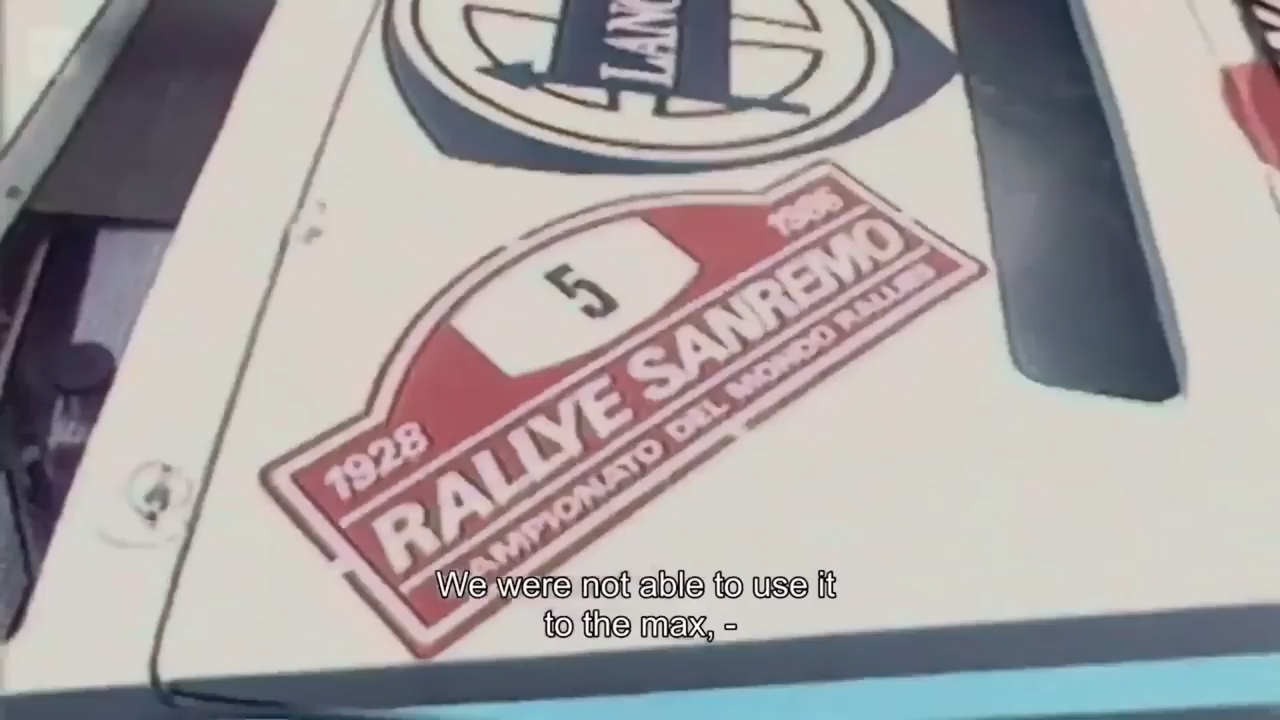 LANC
5
1986
1928
RALLYE SANREMO
CAMPIONATO DEL MONDO RALLIES
We were not able to use it
to the max, -